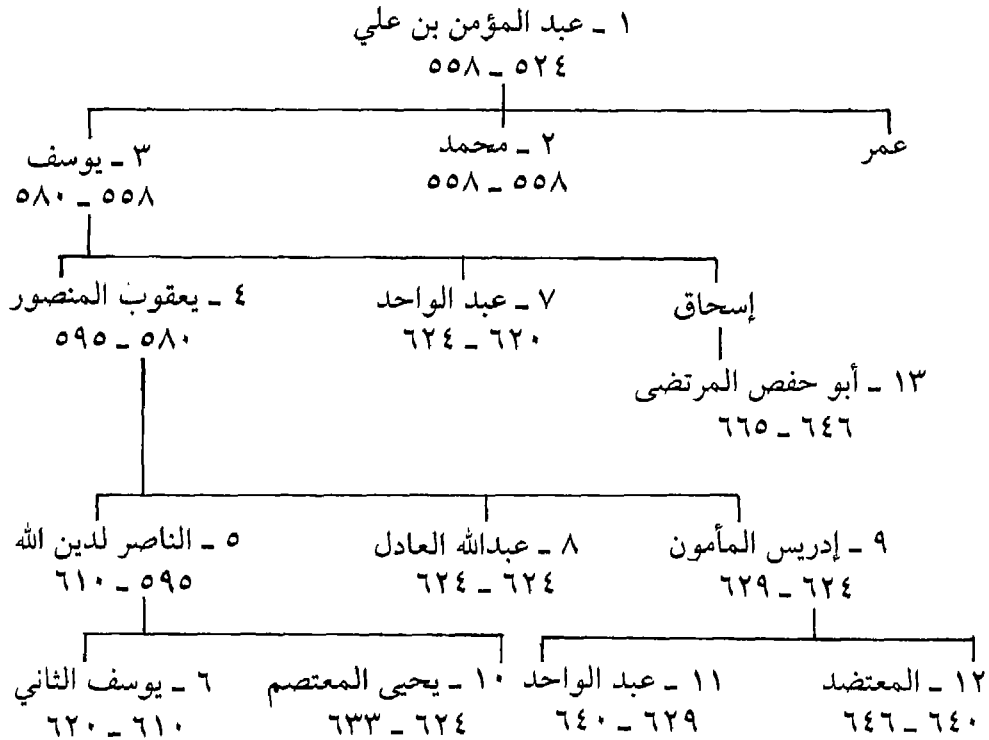 ١ ـ عبد المؤمن بن علي
٥٢٤ ـ ٥٥٨
عمر
٢ ـ محمد
٥٥٨ ـ ٥٥٨
٣ ـ يوسف
٥٥٨ ـ ٥٨٠
إسحاق
٧ ـ عبد الواحد
٦٢٠ ـ ٦٢٤
٤ ـ يعقوب المنصور
٥٨٠ ـ ٥٩٥
١٣ ـ أبو حفص المرتضى
٦٤٦ ـ ٦٦٥
٩ ـ إدريس المأمون
٦٢٤ ـ ٦٢٩
٨ ـ عبدالله العادل
٦٢٤ ـ ٦٢٤
٥ ـ الناصر لدين الله
٥٩٥ ـ ٦١٠
١٢ ـ المعتضد
٦٤٠ ـ ٦٤٦
١١ ـ عبد الواحد
٦٢٩ ـ ٦٤٠
١٠ ـ يحيى المعتصم
٦٢٤ ـ ٦٣٣
٦ ـ يوسف الثاني
٦١٠ ـ ٦٢٠